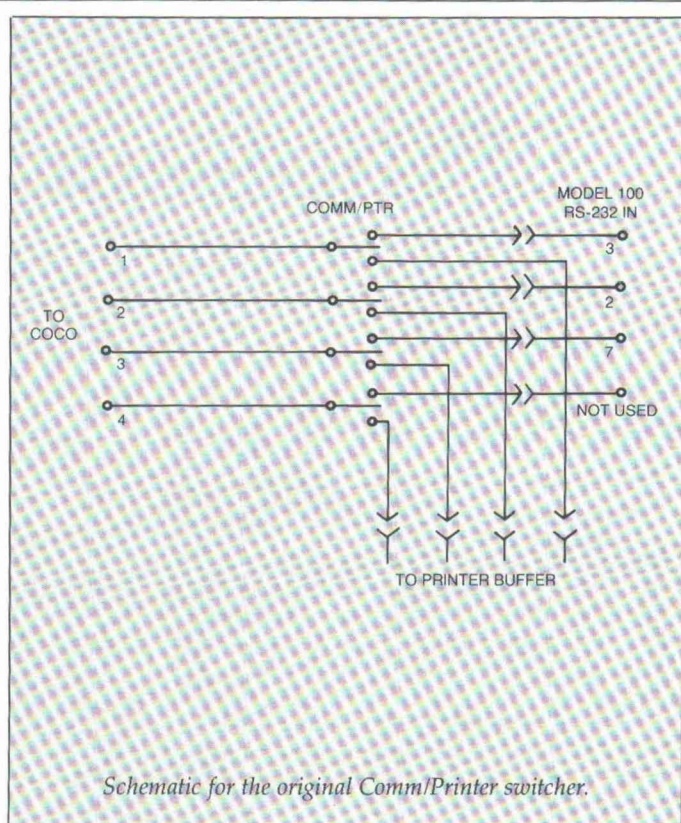 MODEL 100
RS-232 IN
COMM/PTR
3
1
2
TO
COCO
2
7
3
NOT USED
4
TO PRINTER BUFFER
Schematic for the original Comm/Printer switcher.